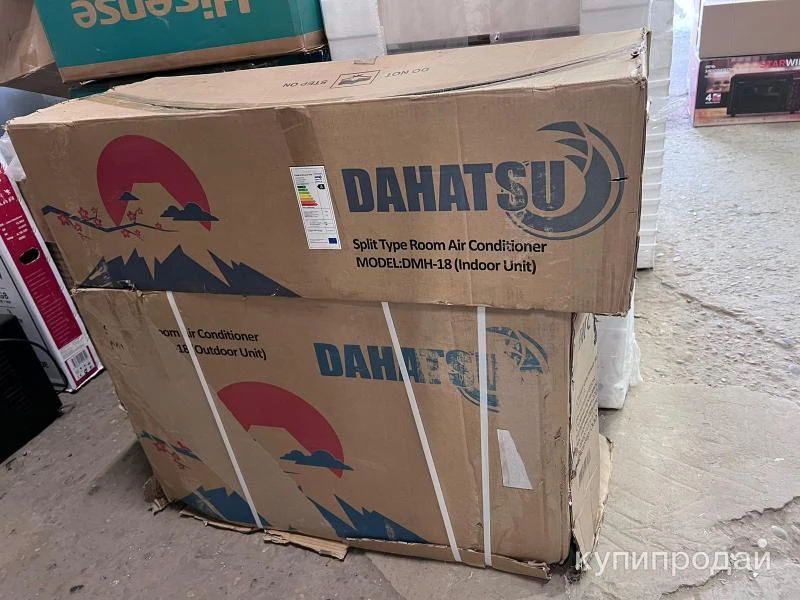 Hisense
DO NOT
STEP ON
STARWI
DAHATSU
Split Type Room Air Conditioner
MODEL:DMH-18 (Indoor Unit)
oom Air Conditioner
18 (Outdoor Unit)
DAHATSU
купипродай